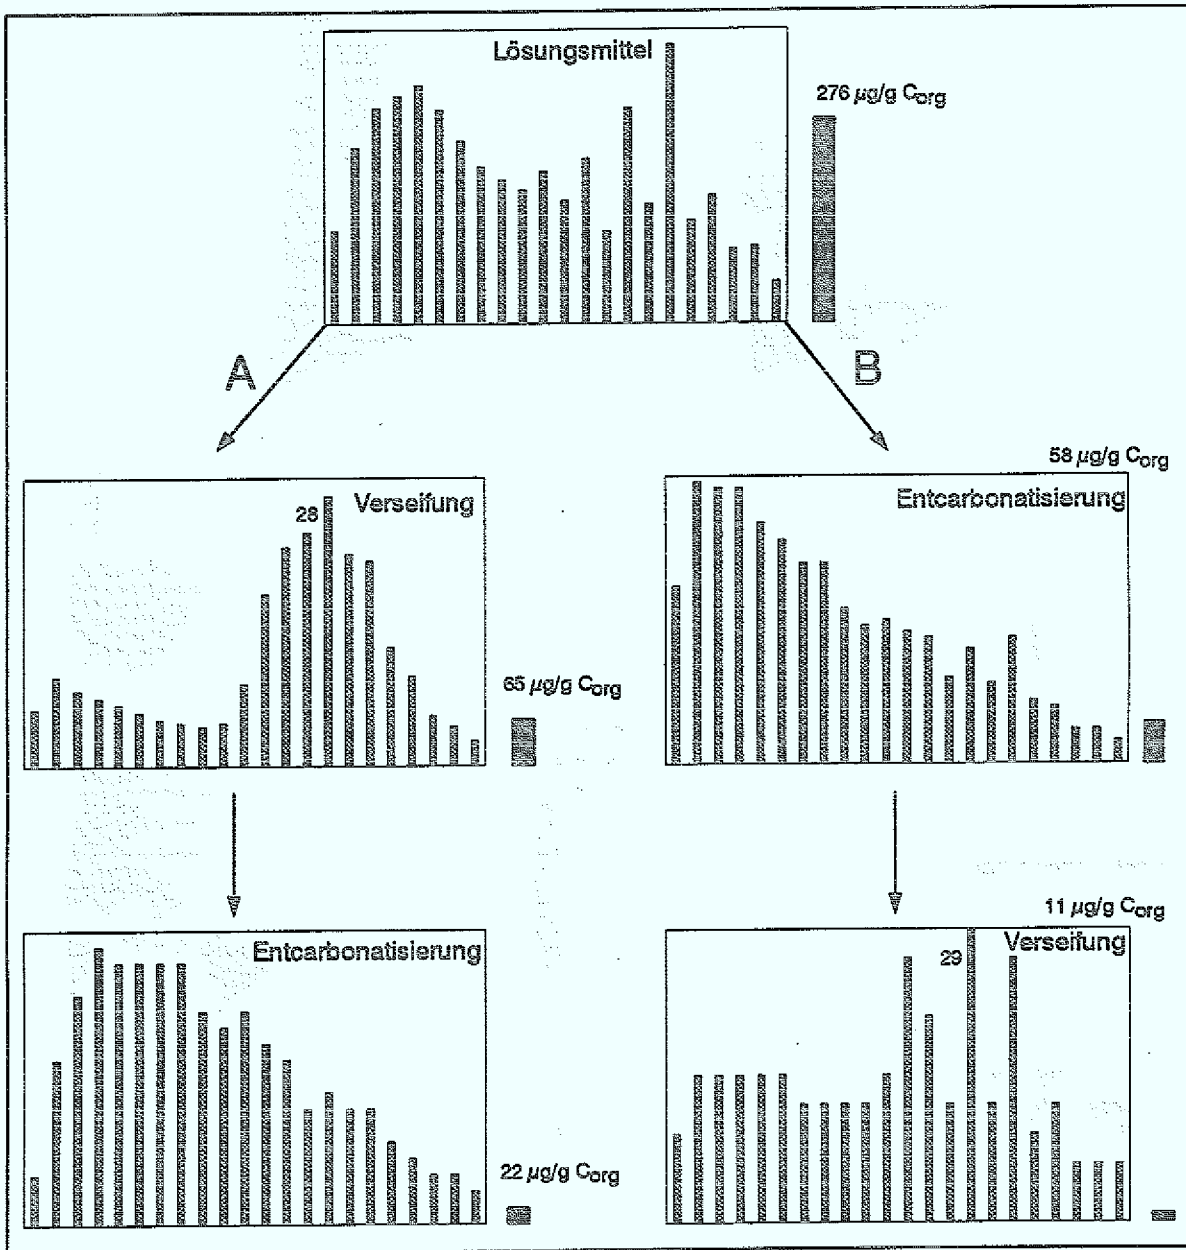 Lösungsmittel
276 µg/g Corg
A
B
58 µg/g Corg
Verseifung
28
Entcarbonatisierung
65 µg/g Corg
11 µg/g Corg
Entcarbonatisierung
Verseifung
29
22 µg/g Corg